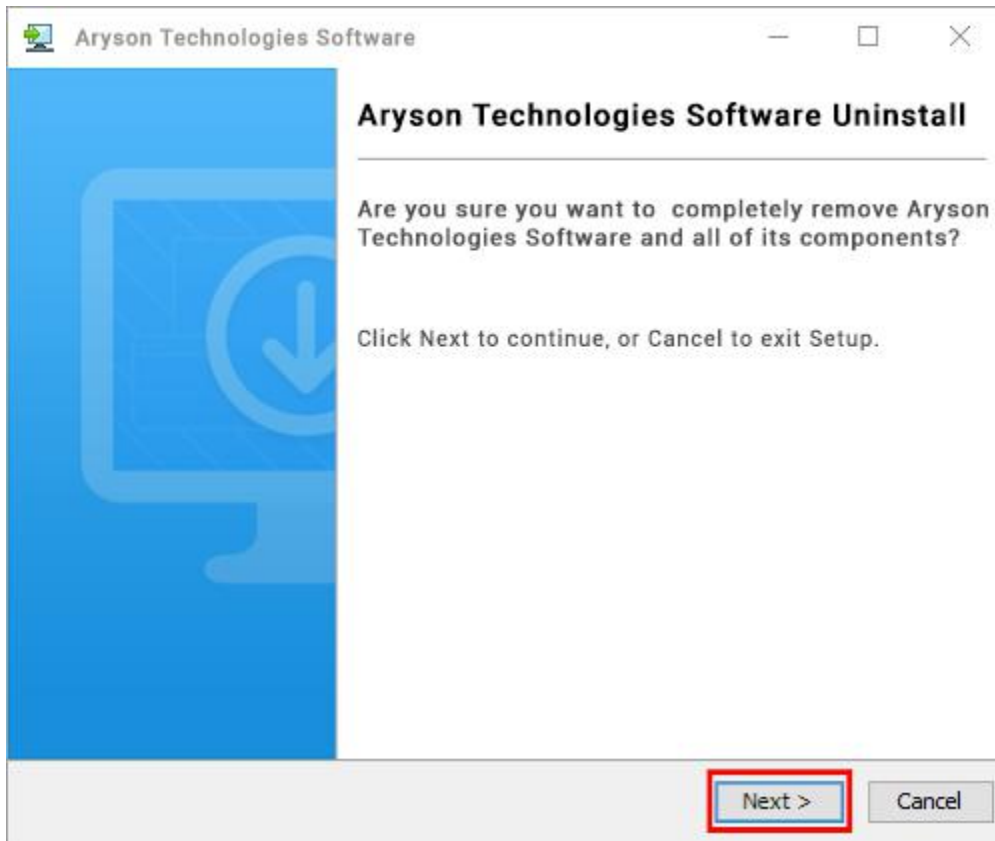 Aryson Technologies Software
Aryson Technologies Software Uninstall
Are you sure you want to  completely remove Aryson
Technologies Software and all of its components?
Click Next to continue, or Cancel to exit Setup.
Next >
Cancel